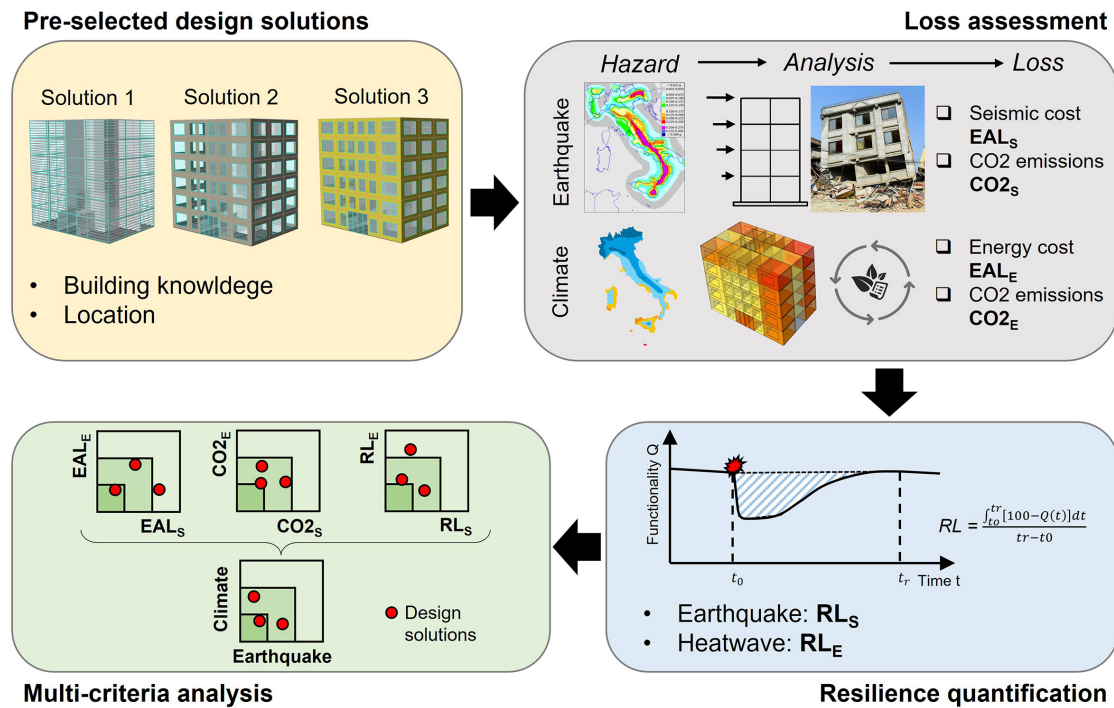 Pre-selected design solutions
Solution 1
Solution 2
Solution 3
• Building knowldege
• Location
Loss assessment
Hazard
Analysis
Loss
Earthquake
❑ Seismic cost
EALS
❑ CO2 emissions
CO2S
Climate
❑ Energy cost
EALE
❑ CO2 emissions
CO2E
EALE
EALS
CO2E
CO2S
RLE
RLS
Climate
Earthquake
Design
solutions
Multi-criteria analysis
Functionality Q
t0
tr
Time t
RL = ∫to^tr[100-Q(t)]dt / tr-t0
• Earthquake: RLS
• Heatwave: RLE
Resilience quantification